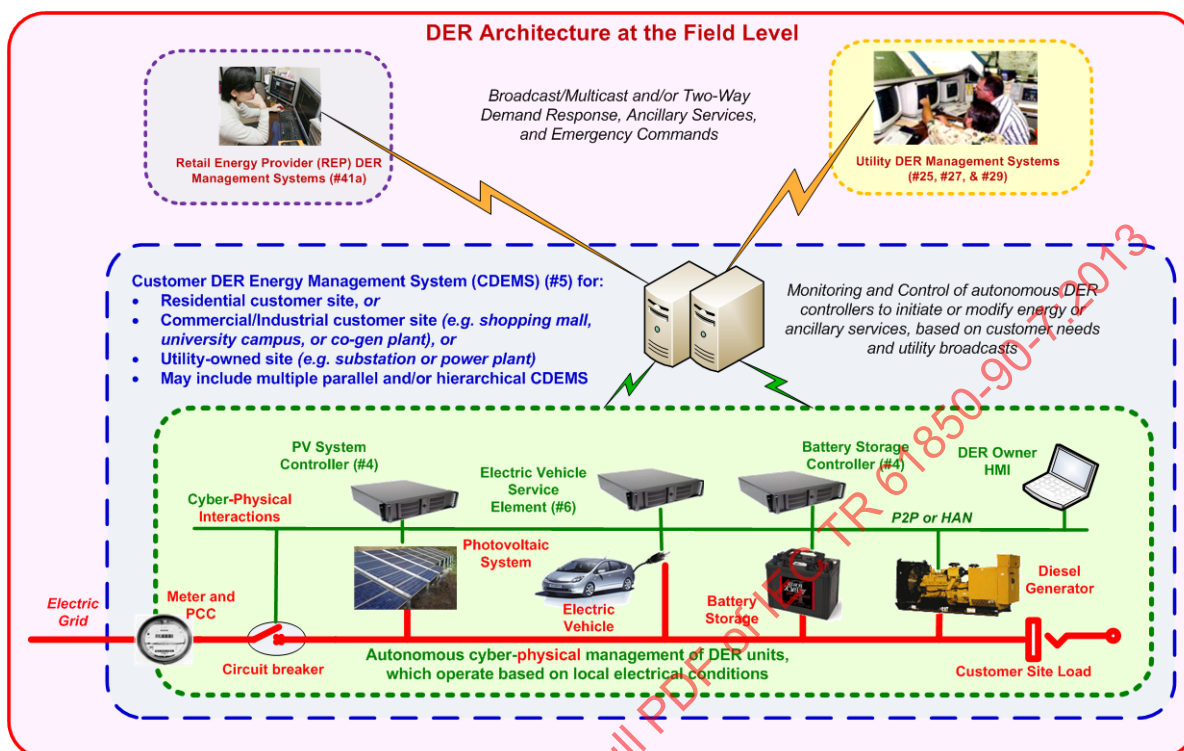 DER Architecture at the Field Level
Broadcast/Multicast and/or Two-Way
Demand Response, Ancillary Services,
and Emergency Commands
Retail Energy Provider (REP) DER
Management Systems (#41a)
Utility DER Management Systems
(#25, #27, & #29)
Customer DER Energy Management System (CDEMS) (#5) for:
• Residential customer site, or
• Commercial/Industrial customer site (e.g. shopping mall,
university campus, or co-gen plant), or
• Utility-owned site (e.g. substation or power plant)
• May include multiple parallel and/or hierarchical CDEMS
Monitoring and Control of autonomous DER
controllers to initiate or modify energy or
ancillary services, based on customer needs
and utility broadcasts
PV System
Controller (#4)
Electric Vehicle
Service
Element (#6)
Battery Storage
Controller (#4)
DER Owner
HMI
Cyber-Physical
Interactions
P2P or HAN
Photovoltaic
System
Electric
Vehicle
Battery
Storage
Diesel
Generator
Electric
Grid
Meter and
PCC
Circuit breaker
Customer Site Load
Autonomous cyber-physical management of DER units,
which operate based on local electrical conditions
full PDF of IEC TR 61850-90-7:2013